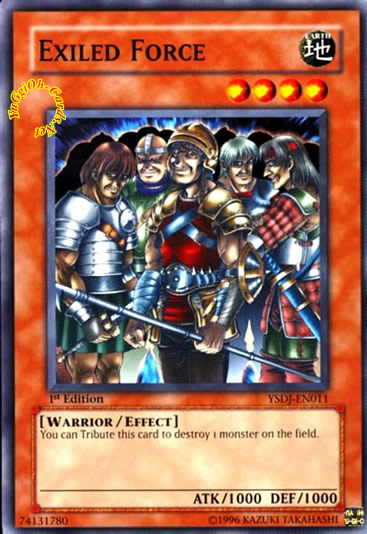 EXILED FORCE
EARTH
地
YuGgiOh-Cards.Net
1st Edition
YSDJ-EN011
[WARRIOR/EFFECT]
You can Tribute this card to destroy 1 monster on the field.
ATK/1000 DEF/1000
74131780
©1996 KAZUKI TAKAHASHI